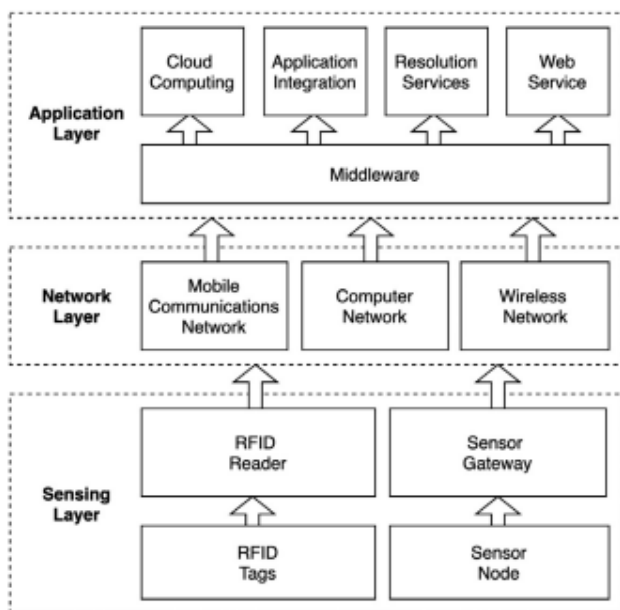 Cloud
Computing
Application
Integration
Resolution
Services
Web
Service
Application
Layer
Middleware
Network
Layer
Mobile
Communications
Network
Computer
Network
Wireless
Network
Sensing
Layer
RFID
Reader
Sensor
Gateway
RFID
Tags
Sensor
Node